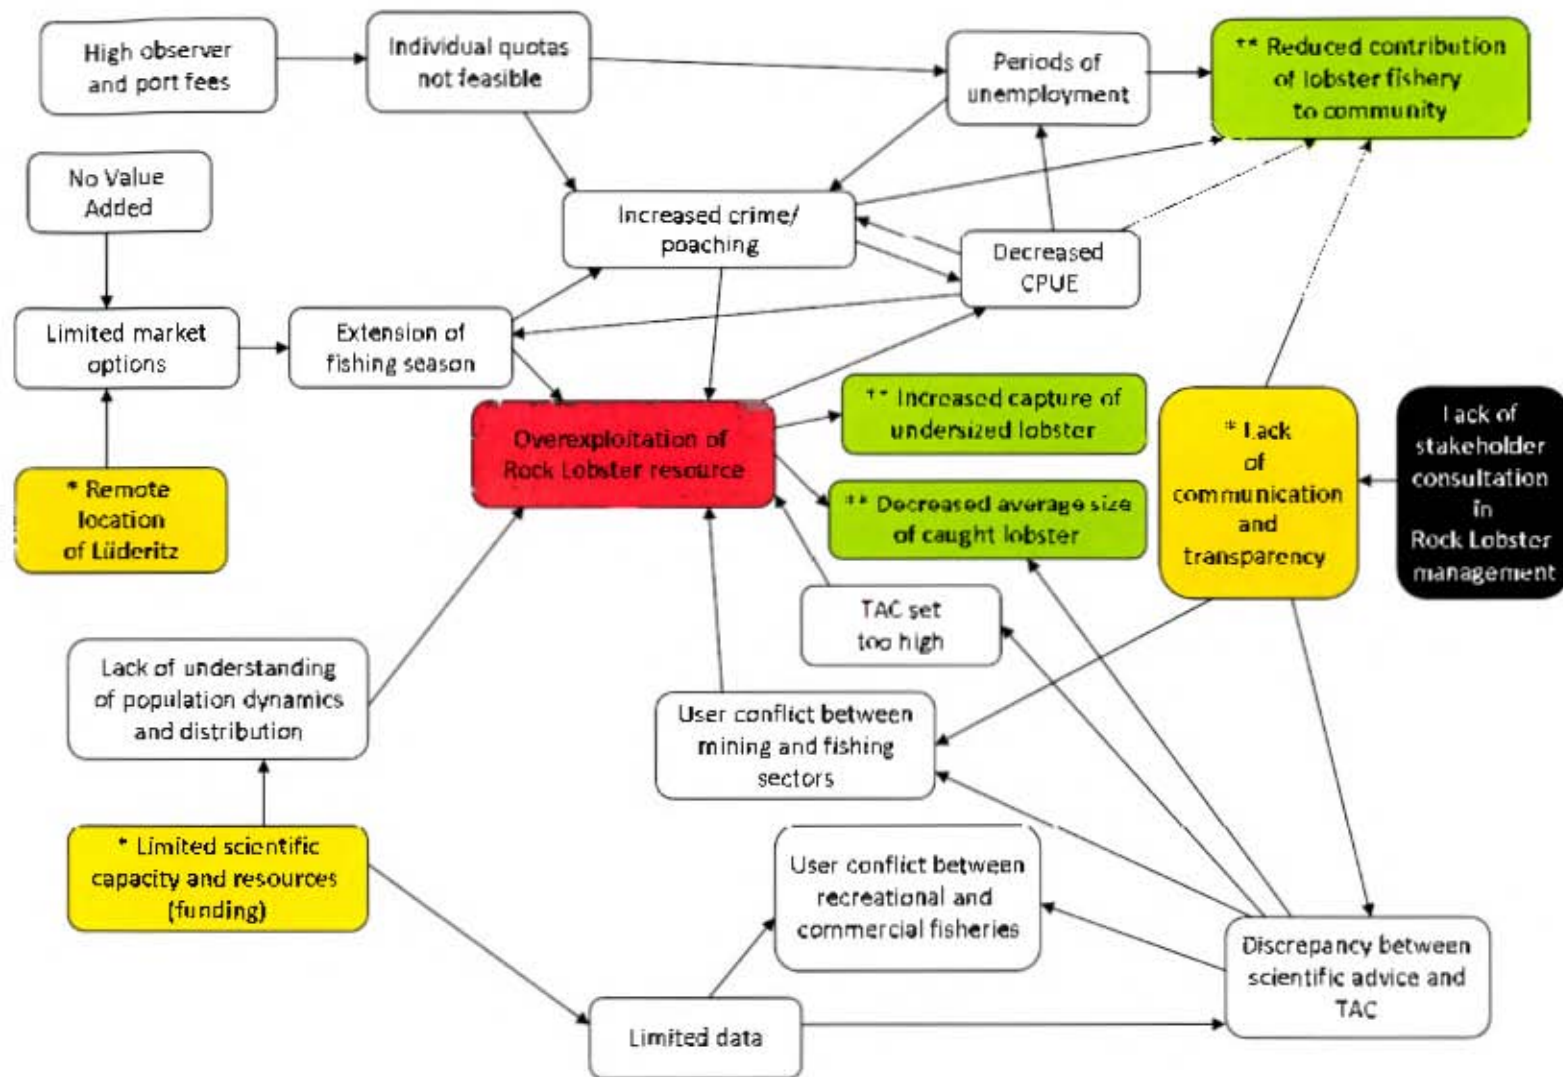 High observer
and port fees
Individual quotas
not feasible
Periods of
unemployment
** Reduced contribution
of lobster fishery
to community
No Value
Added
Increased crime/
poaching
Decreased
CPUE
Limited market
options
Extension of
fishing season
Overexploitation of
Rock Lobster resource
** Increased capture of
undersized lobster
** Decreased average size
of caught lobster
* Lack
of
communication
and
transparency
Lack of
stakeholder
consultation
in
Rock Lobster
management
* Remote
location
of Lüderitz
TAC set
too high
Lack of understanding
of population dynamics
and distribution
User conflict between
mining and fishing
sectors
* Limited scientific
capacity and resources
(funding)
User conflict between
recreational and
commercial fisheries
Discrepancy between
scientific advice and
TAC
Limited data